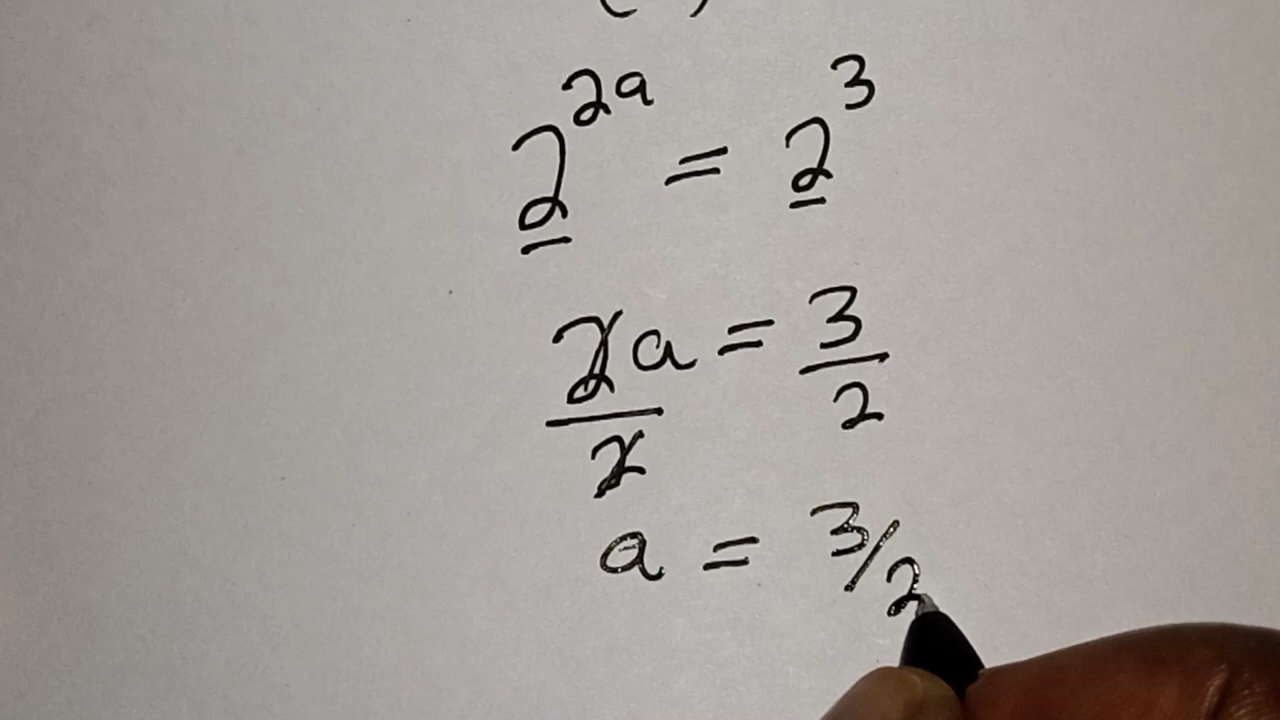 2^{2a} = 2^3
2a/2 = 3/2
a = 3/2